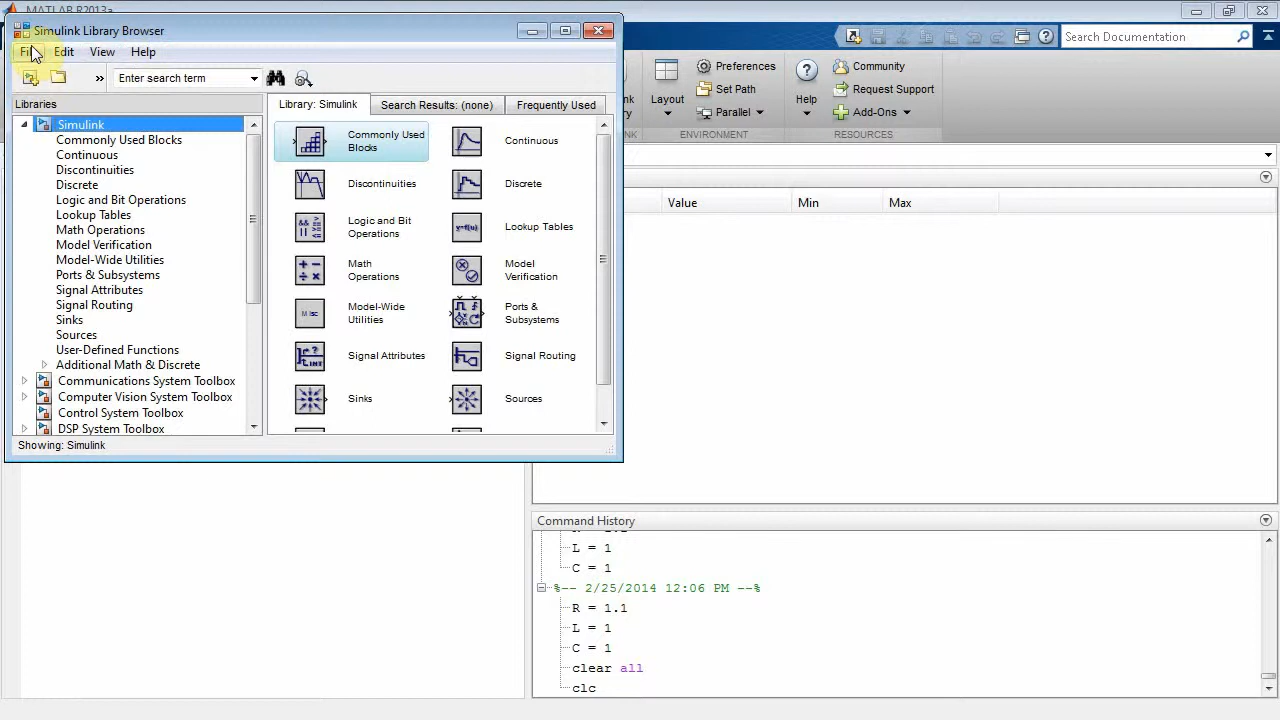 MATLAB R2013a
Simulink Library Browser
Edit View Help
Enter search term
Libraries
Library: Simulink
Search Results: (none)
Frequently Used
Simulink
Commonly Used Blocks
Continuous
Discontinuities
Discrete
Logic and Bit Operations
Lookup Tables
Math Operations
Model Verification
Model-Wide Utilities
Ports & Subsystems
Signal Attributes
Signal Routing
Sinks
Sources
User-Defined Functions
Additional Math & Discrete
Communications System Toolbox
Computer Vision System Toolbox
Control System Toolbox
DSP System Toolbox
Commonly Used
Blocks
Continuous
Discontinuities
Discrete
Logic and Bit
Operations
Lookup Tables
Math
Operations
Model
Verification
Misc
Model-Wide
Utilities
Ports &
Subsystems
Signal Attributes
Signal Routing
Sinks
Sources
Showing: Simulink
Search Documentation
Layout
Preferences
Set Path
Parallel
ENVIRONMENT
Help
Community
Request Support
Add-Ons
RESOURCES
Value
Min
Max
Command History
L = 1
C = 1
%-- 2/25/2014 12:06 PM --%
R = 1.1
L = 1
C = 1
clear all
clc